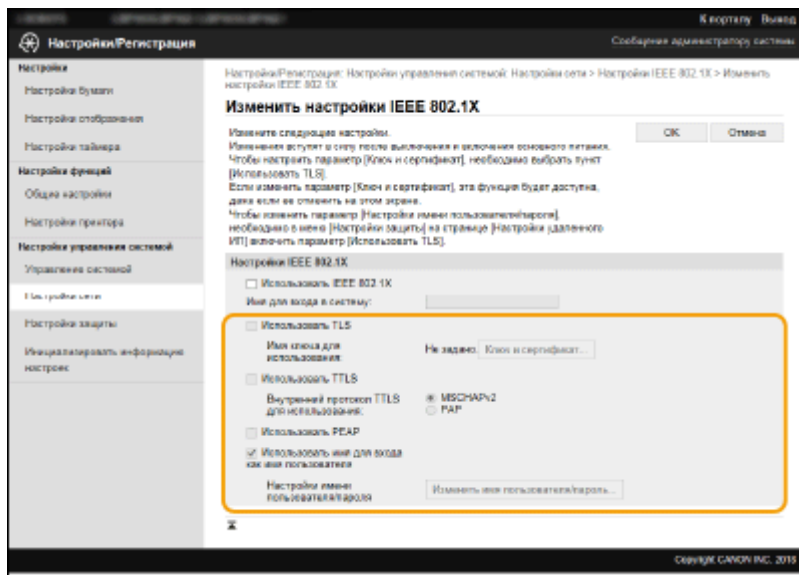 К порталу Выход
Настройки/Регистрация
Сообщение администратору системы
Настройки
Настройки бумаги
Настройки отображения
Настройки таймера
Настройки функций
Общие настройки
Настройки принтера
Настройки управления системой
Управление системой
Настройки сети
Настройки защиты
Инициализировать информацию
настроек
Настройки/Регистрация: Настройки управления системой: Настройки сети > Настройки IEEE 802.1X > Изменить
настройки IEEE 802.1X
Изменить настройки IEEE 802.1X
Измените следующие настройки.
Изменения вступят в силу после выключения и включения основного питания.
Чтобы настроить параметр [Ключ и сертификат], необходимо выбрать пункт
[Использовать TLS].
Если изменить параметр [Ключ и сертификат], эта функция будет доступна,
даже если ее отменить на этом экране.
Чтобы изменить параметр [Настройки имени пользователя/пароля],
необходимо в меню [Настройки защиты] на странице [Настройки удаленного
ИП] включить параметр [Использовать TLS].
OK Отмена
Настройки IEEE 802.1X
Использовать IEEE 802.1X
Имя для входа в систему:
Использовать TLS
Имя ключа для
использования:
Не задано. Ключ и сертификат...
Использовать TTLS
Внутренний протокол TTLS
для использования:
MSCHAPv2
PAP
Использовать PEAP
Использовать имя для входа
как имя пользователя
Настройки имени
пользователя/пароля
Изменить имя пользователя/пароль...
Copyright CANON INC. 2018